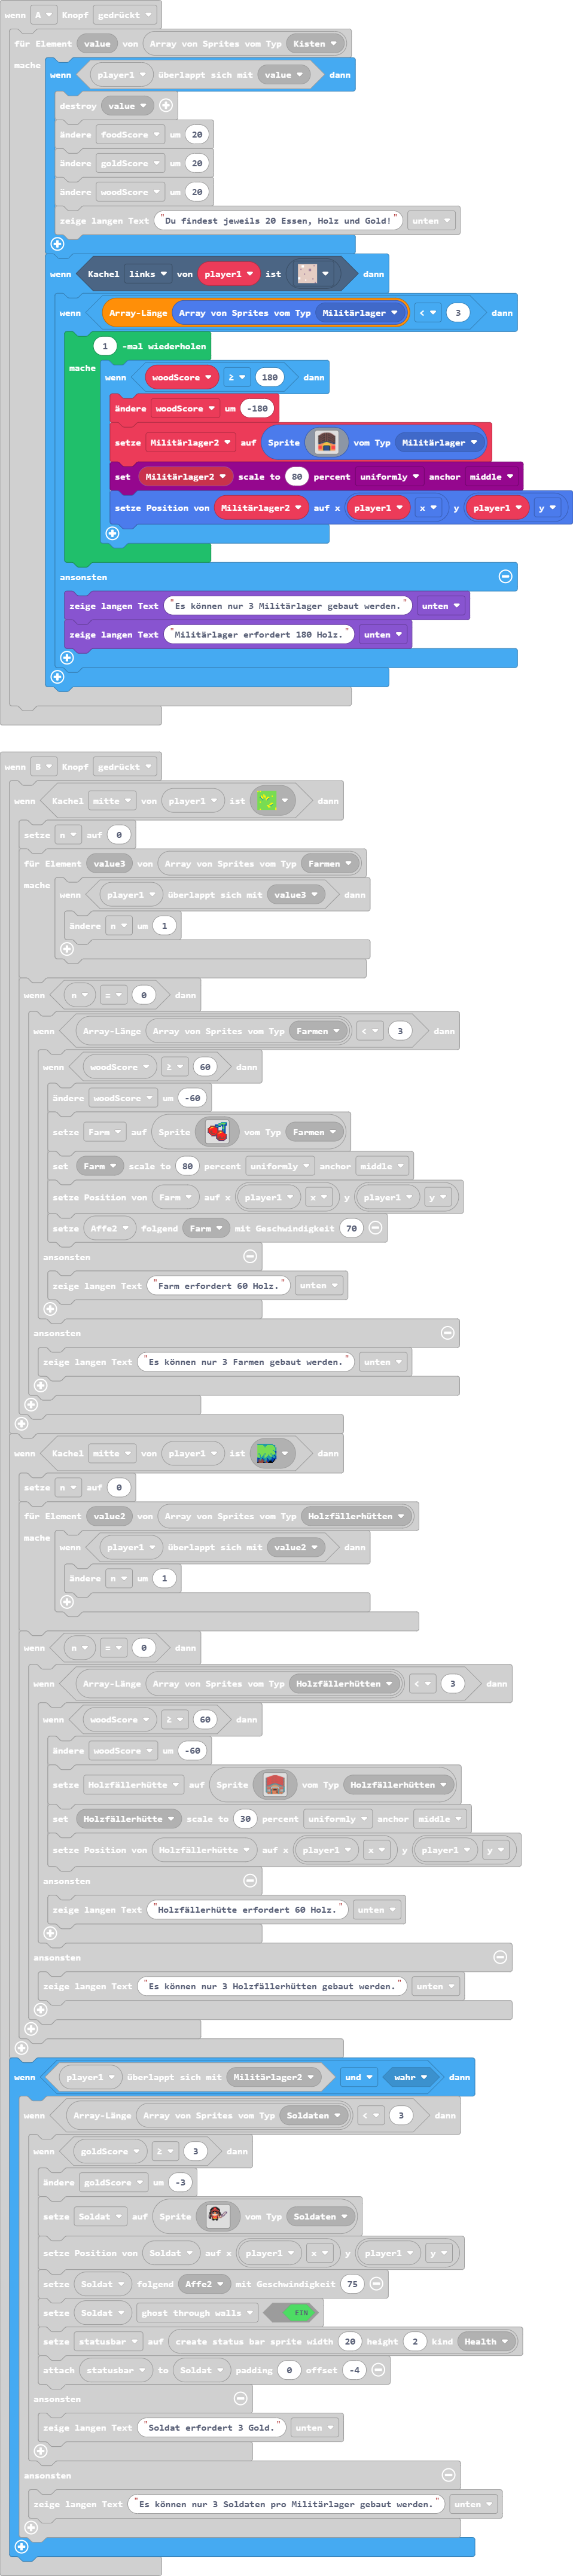 wenn A Knopf gedrückt
für Element value von Array von Sprites vom Typ Kisten
mache
wenn player1 überlappt sich mit value dann
destroy value
ändere foodScore um 20
ändere goldScore um 20
ändere woodScore um 20
zeige langen Text "Du findest jeweils 20 Essen, Holz und Gold!" unten
wenn Kachel links von player1 ist dann
wenn Array-Länge Array von Sprites vom Typ Militärlager < 3 dann
1 -mal wiederholen
mache
wenn woodScore ≥ 180 dann
ändere woodScore um -180
setze Militärlager2 auf Sprite vom Typ Militärlager
set Militärlager2 scale to 80 percent uniformly anchor middle
setze Position von Militärlager2 auf x player1 x y player1 y
ansonsten
zeige langen Text "Es können nur 3 Militärlager gebaut werden." unten
zeige langen Text "Militärlager erfordert 180 Holz." unten
wenn B Knopf gedrückt
wenn Kachel mitte von player1 ist dann
setze n auf 0
für Element value3 von Array von Sprites vom Typ Farmen
mache
wenn player1 überlappt sich mit value3 dann
ändere n um 1
wenn n = 0 dann
wenn Array-Länge Array von Sprites vom Typ Farmen < 3 dann
wenn woodScore ≥ 60 dann
ändere woodScore um -60
setze Farm auf Sprite vom Typ Farmen
set Farm scale to 80 percent uniformly anchor middle
setze Position von Farm auf x player1 x y player1 y
setze Affe2 folgend Farm mit Geschwindigkeit 70
ansonsten
zeige langen Text "Farm erfordert 60 Holz." unten
ansonsten
zeige langen Text "Es können nur 3 Farmen gebaut werden." unten
wenn Kachel mitte von player1 ist dann
setze n auf 0
für Element value2 von Array von Sprites vom Typ Holzfällerhütten
mache
wenn player1 überlappt sich mit value2 dann
ändere n um 1
wenn n = 0 dann
wenn Array-Länge Array von Sprites vom Typ Holzfällerhütten < 3 dann
wenn woodScore ≥ 60 dann
ändere woodScore um -60
setze Holzfällerhütte auf Sprite vom Typ Holzfällerhütten
set Holzfällerhütte scale to 30 percent uniformly anchor middle
setze Position von Holzfällerhütte auf x player1 x y player1 y
ansonsten
zeige langen Text "Holzfällerhütte erfordert 60 Holz." unten
ansonsten
zeige langen Text "Es können nur 3 Holzfällerhütten gebaut werden." unten
wenn player1 überlappt sich mit Militärlager2 und wahr dann
wenn Array-Länge Array von Sprites vom Typ Soldaten < 3 dann
wenn goldScore ≥ 3 dann
ändere goldScore um -3
setze Soldat auf Sprite vom Typ Soldaten
setze Position von Soldat auf x player1 x y player1 y
setze Soldat folgend Affe2 mit Geschwindigkeit 75
setze Soldat ghost through walls EIN
setze statusbar auf create status bar sprite width 20 height 2 kind Health
attach statusbar to Soldat padding 0 offset -4
ansonsten
zeige langen Text "Soldat erfordert 3 Gold." unten
ansonsten
zeige langen Text "Es können nur 3 Soldaten pro Militärlager gebaut werden." unten